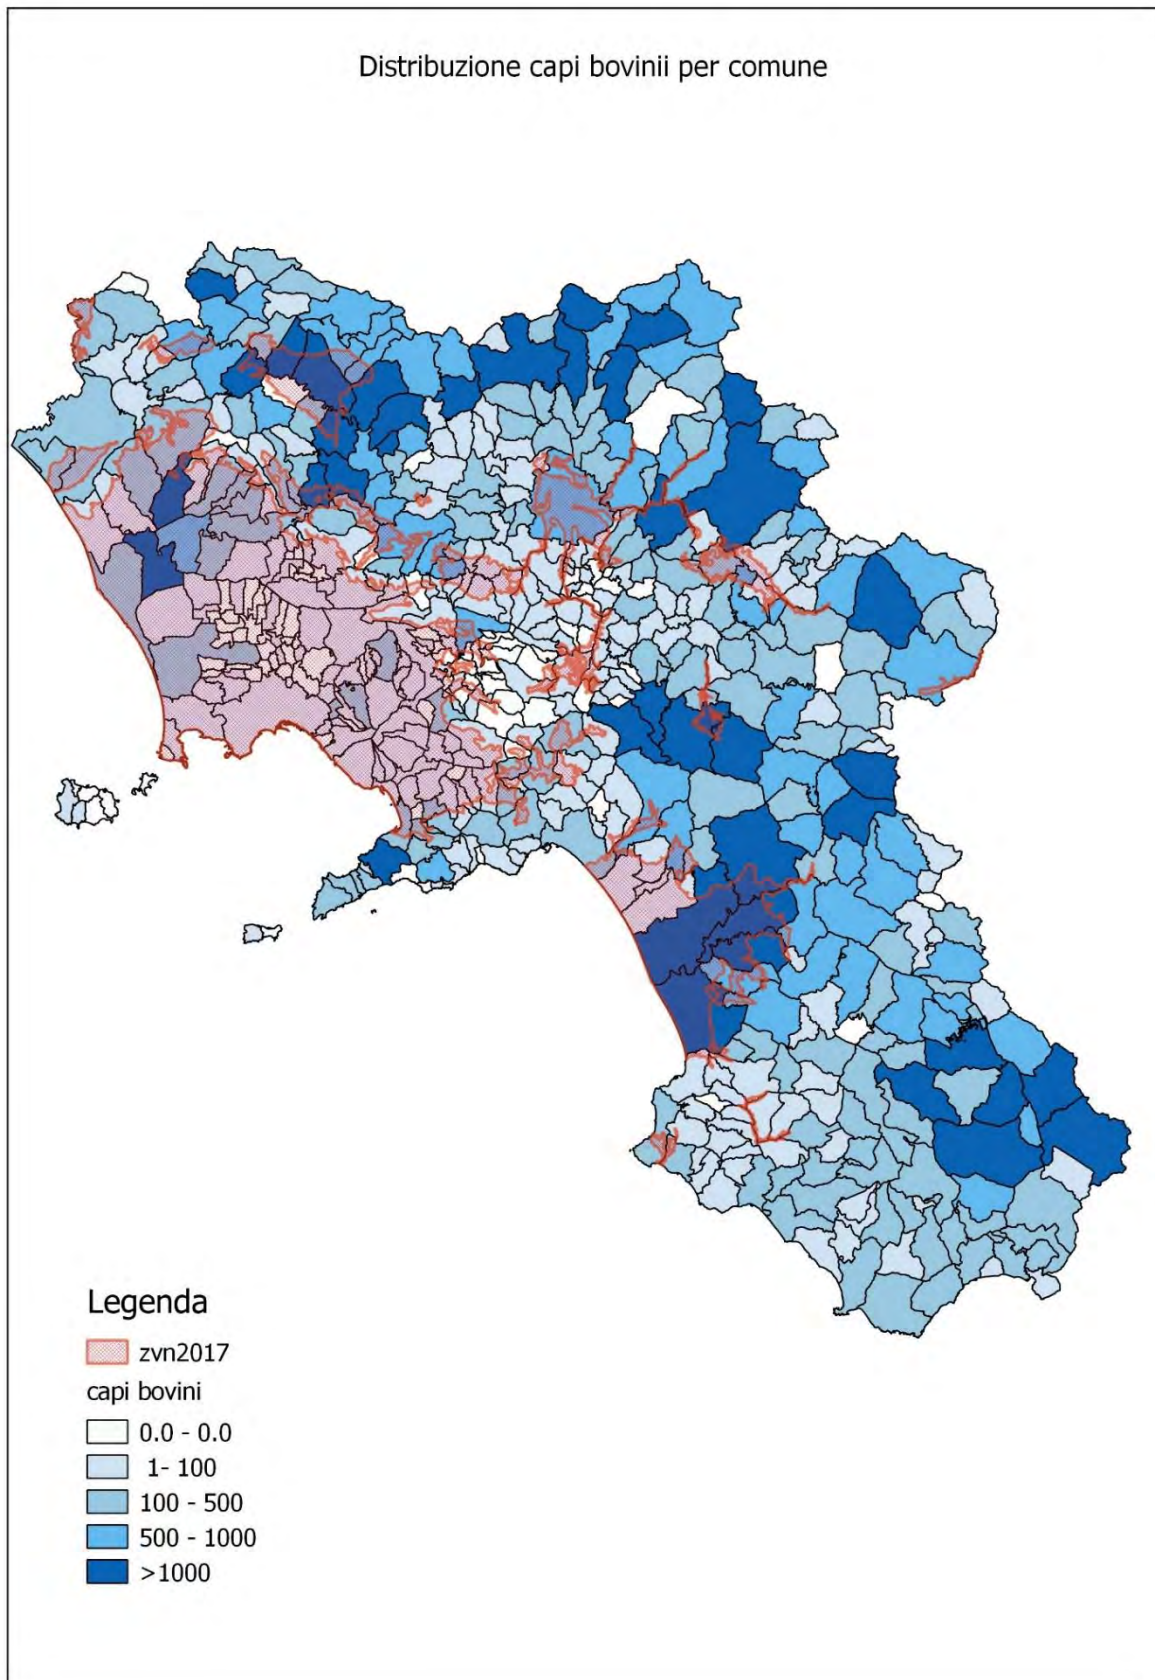 Distribuzione capi bovinii per comune
Legenda
zvn2017
capi bovini
0.0 - 0.0
1- 100
100 - 500
500 - 1000
>1000